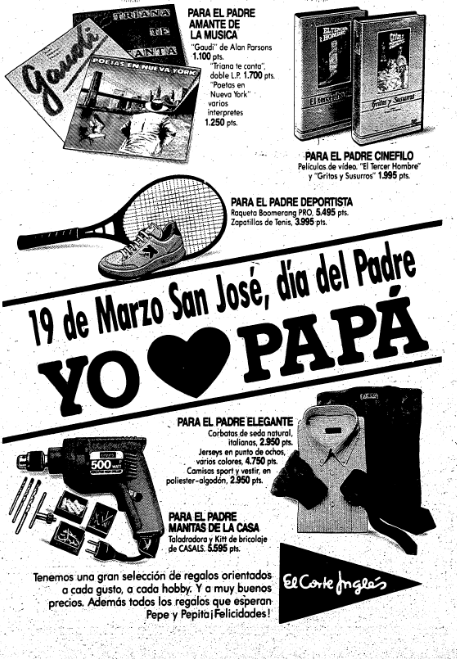 TRIANA
TE
CANTA
Gaudi
POETAS EN NUEVA YORK
PARA EL PADRE
AMANTE DE
LA MUSICA
"Gaudi" de Alan Parsons
1.100 pts.
"Triana te canta",
doble L.P. 1.700 pts.
"Poetas en
Nueva York"
varios
interpretes
1.250 pts.
Gritos y Susurros
PARA EL PADRE CINEFILO
Películas de vídeo. "El Tercer Hombre"
y "Gritos y Susurros" 1.995 pts.
PARA EL PADRE DEPORTISTA
Raqueta Boomerang PRO, 5.495 pts.
Zapatillas de Tenis, 3.995 pts.
19 de Marzo San José, día del Padre
YO ♥ PAPÁ
PARA EL PADRE ELEGANTE
Corbatas de seda natural,
italianas, 2.950 pts.
Jerseys en punto de ochos,
varios colores, 4.750 pts.
Camisas sport y vestir, en
poliester-algodón, 2.950 pts.
500 WATT
PARA EL PADRE
MANITAS DE LA CASA
Taladradora y Kitt de bricolaje
de CASALS. 5.595 pts.
Tenemos una gran selección de regalos orientados
a cada gusto, a cada hobby. Y a muy buenos
precios. Además todos los regalos que esperan
Pepe y Pepita ¡Felicidades!
El Corte Inglés